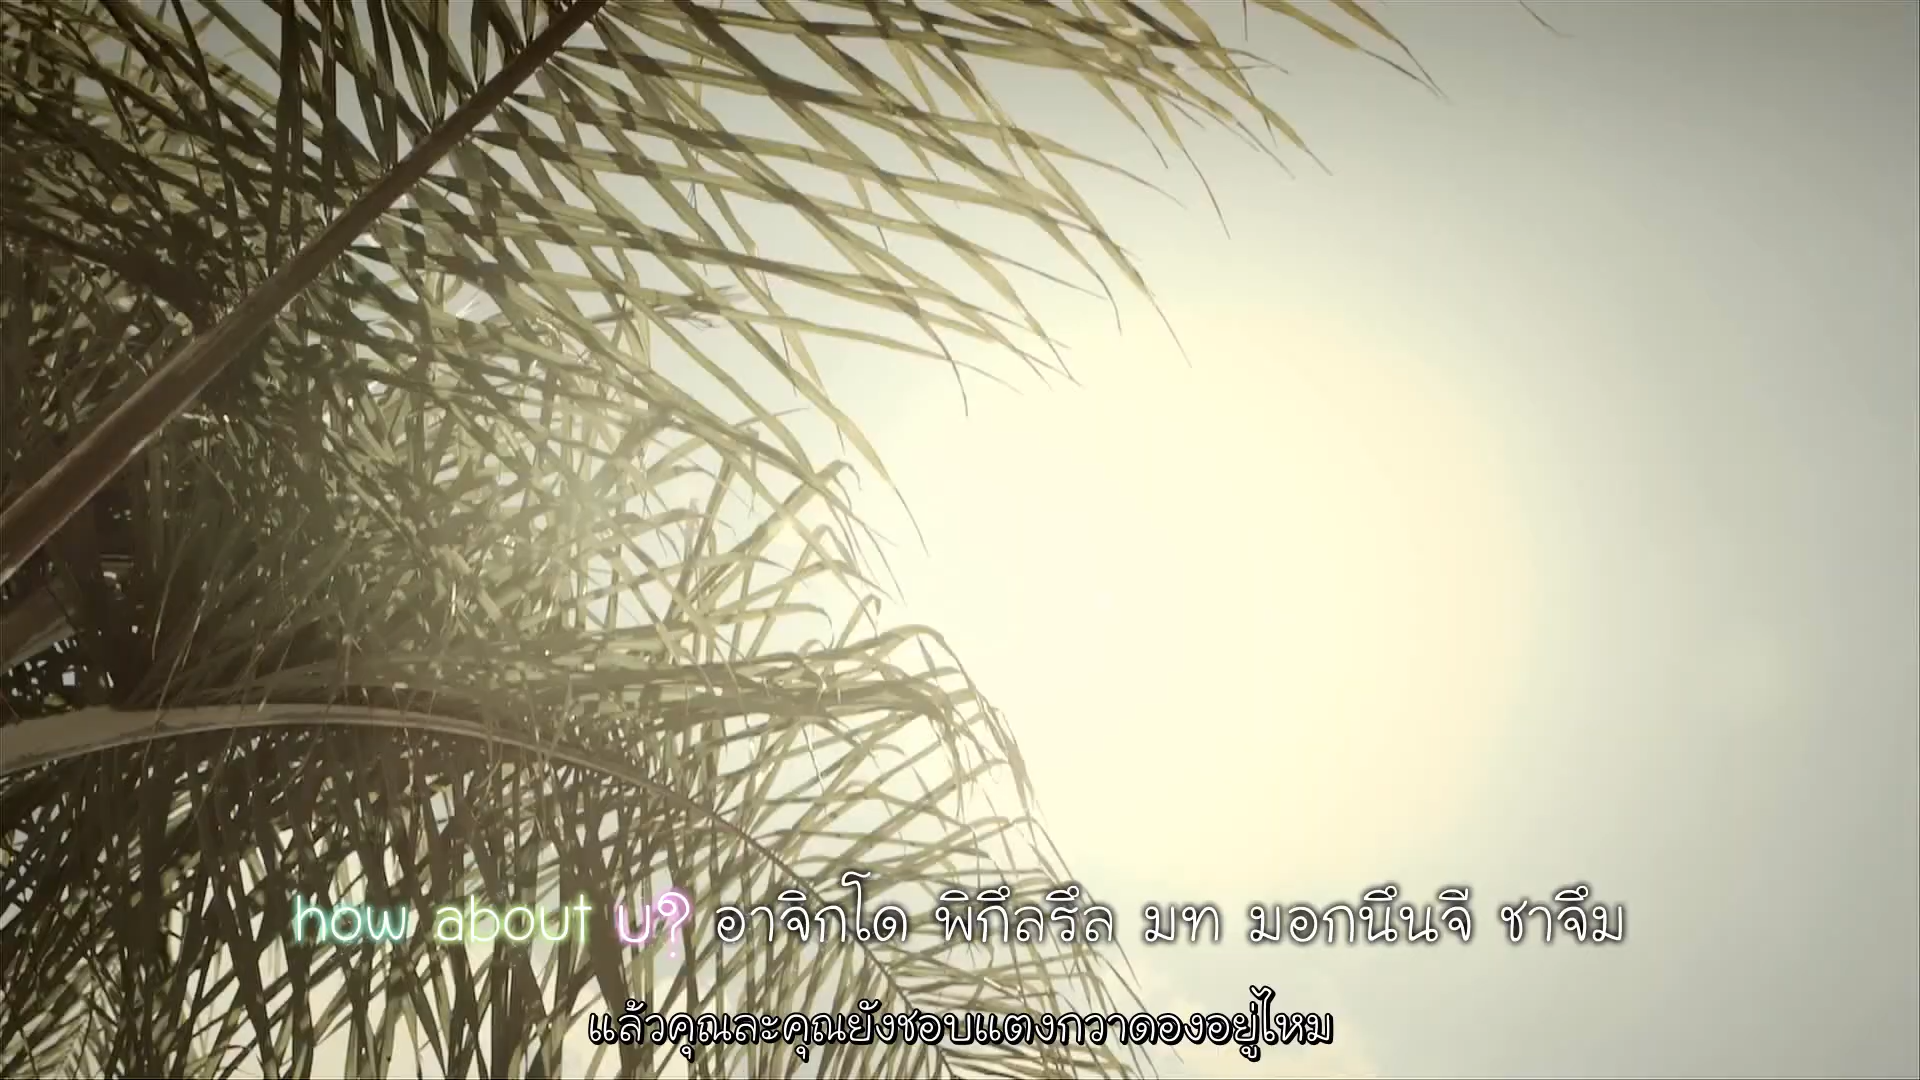 how about u? อาจิกโด พิกึลรึล มท มอกนึนจี ชาจึม
แล้วคุณละคุณยังชอบแตงกวาดองอยู่ไหม